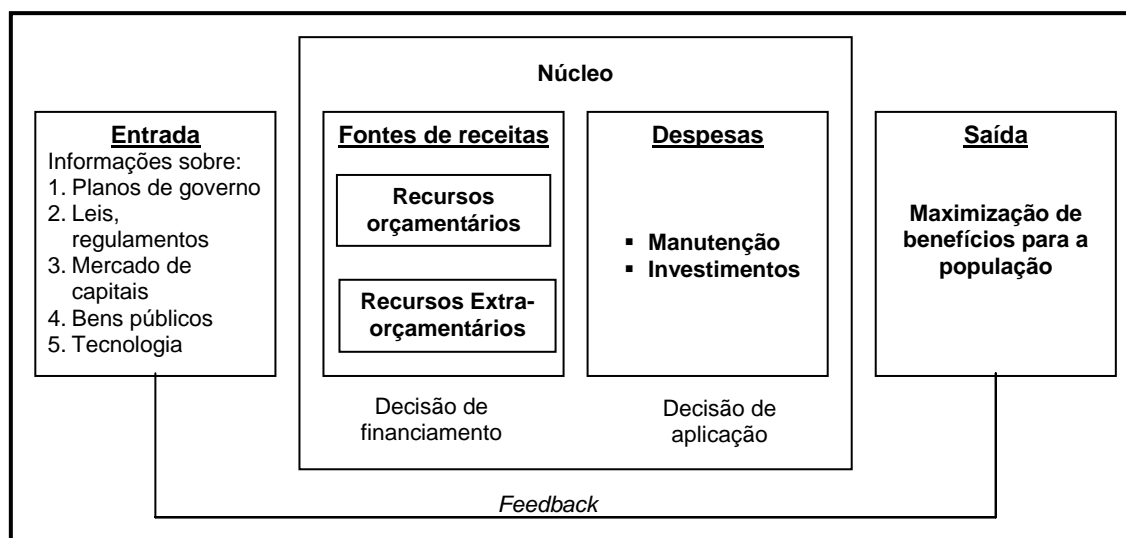 Núcleo
Entrada
Informações sobre:
1. Planos de governo
2. Leis,
regulamentos
3. Mercado de
capitais
4. Bens públicos
5. Tecnologia
Fontes de receitas
Recursos
orçamentários
Recursos Extra-
orçamentários
Decisão de
financiamento
Despesas
▪ Manutenção
▪ Investimentos
Decisão de
aplicação
Saída
Maximização de
benefícios para a
população
Feedback